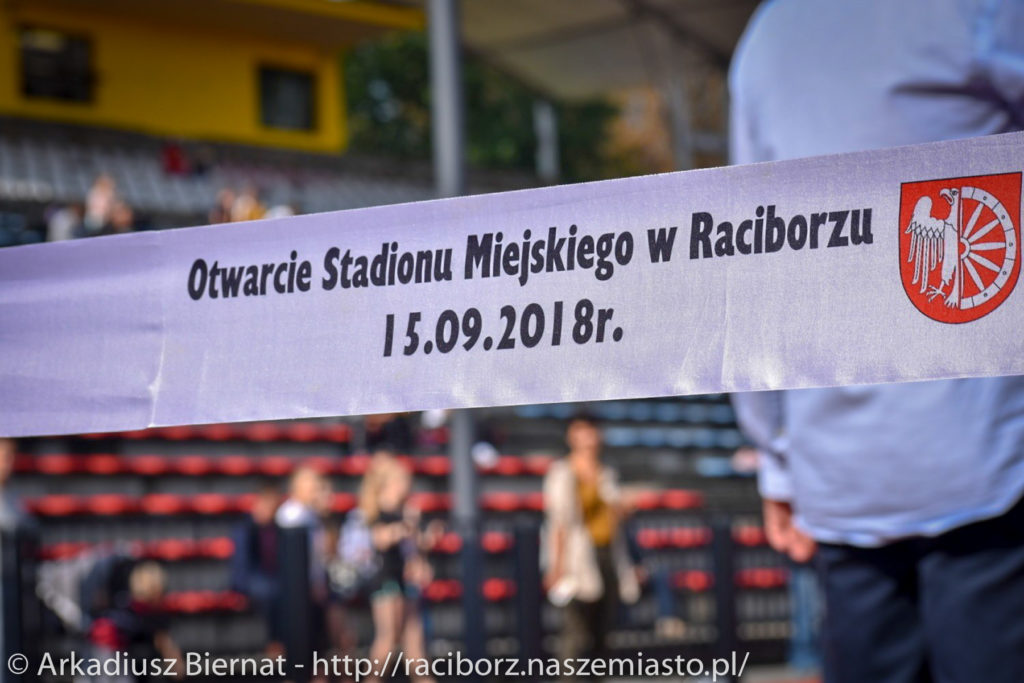 Otwarcie Stadionu Miejskiego w Raciborzu
15.09.2018r.
© Arkadiusz Biernat - http://raciborz.naszemiasto.pl/